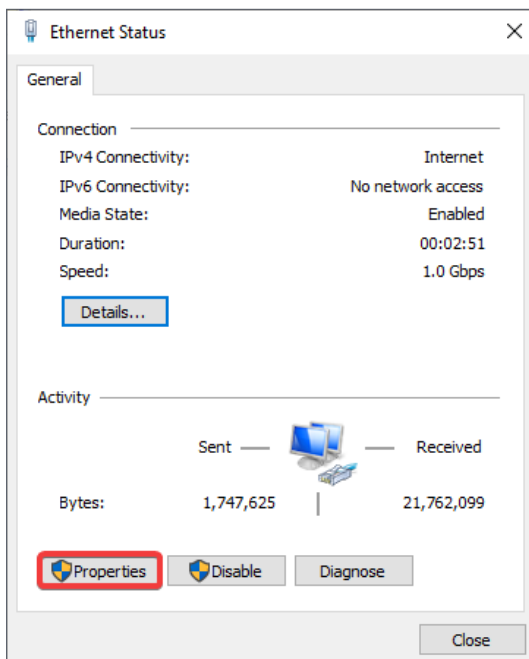 Ethernet Status
General
Connection
IPv4 Connectivity: Internet
IPv6 Connectivity: No network access
Media State: Enabled
Duration: 00:02:51
Speed: 1.0 Gbps
Details...
Activity
Sent Received
Bytes: 1,747,625 21,762,099
Properties Disable Diagnose
Close